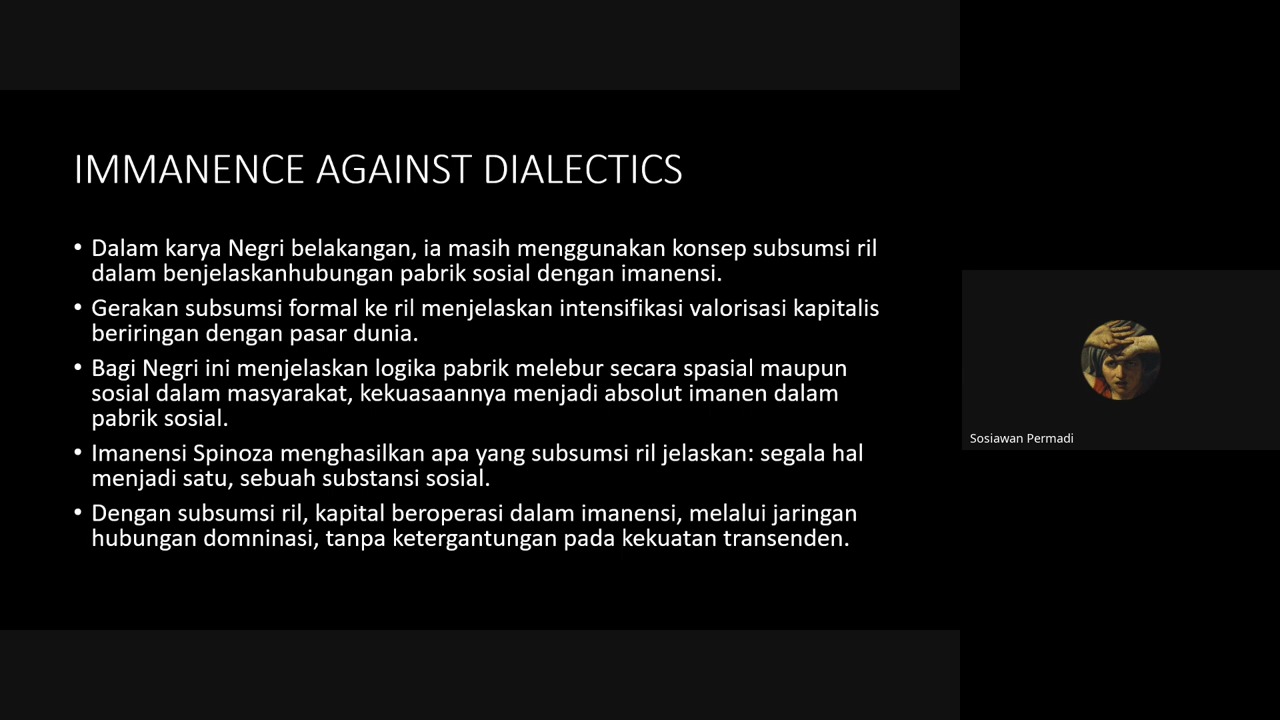 IMMANENCE AGAINST DIALECTICS
• Dalam karya Negri belakangan, ia masih menggunakan konsep subsumsi ril
dalam benjelaskanhubungan pabrik sosial dengan imanensi.
• Gerakan subsumsi formal ke ril menjelaskan intensifikasi valorisasi kapitalis
beriringan dengan pasar dunia.
• Bagi Negri ini menjelaskan logika pabrik melebur secara spasial maupun
sosial dalam masyarakat, kekuasaannya menjadi absolut imanen dalam
pabrik sosial.
• Imanensi Spinoza menghasilkan apa yang subsumsi ril jelaskan: segala hal
menjadi satu, sebuah substansi sosial.
• Dengan subsumsi ril, kapital beroperasi dalam imanensi, melalui jaringan
hubungan domninasi, tanpa ketergantungan pada kekuatan transenden.
Sosiawan Permadi